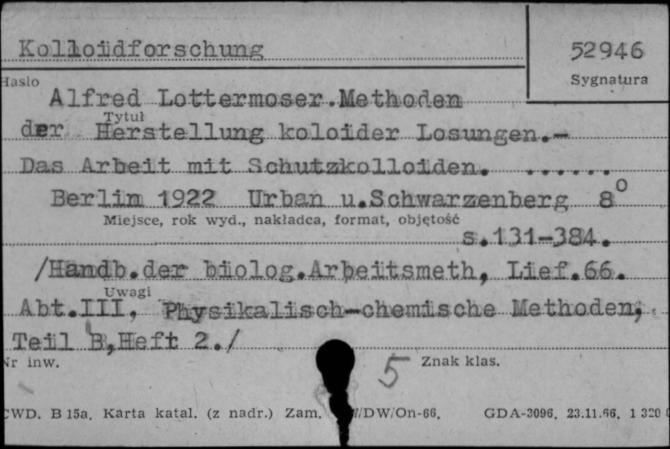 Kolloidforschung
52946
Hasło
Sygnatura
Alfred Lottermoser.Methoden
Tytuł
der Herstellung koloider Losungen.-
Das Arbeit mit Schutzkolloiden. ......
Berlin 1922 Urban u.Schwarzenberg 8o
Miejsce, rok wyd., nakładca, format, objętość
s.131-384.
/Handb.der biolog.Arbeitsmeth, Lief.66.
Uwagi
Abt.III, Physikalisch-chemische Methoden,
Teil B,Heft 2./
Nr inw.
5
Znak klas.
CWD. B 15a. Karta katal. (z nadr.) Zam. /DW/On-66. GDA-3096. 23.11.66. 1 320